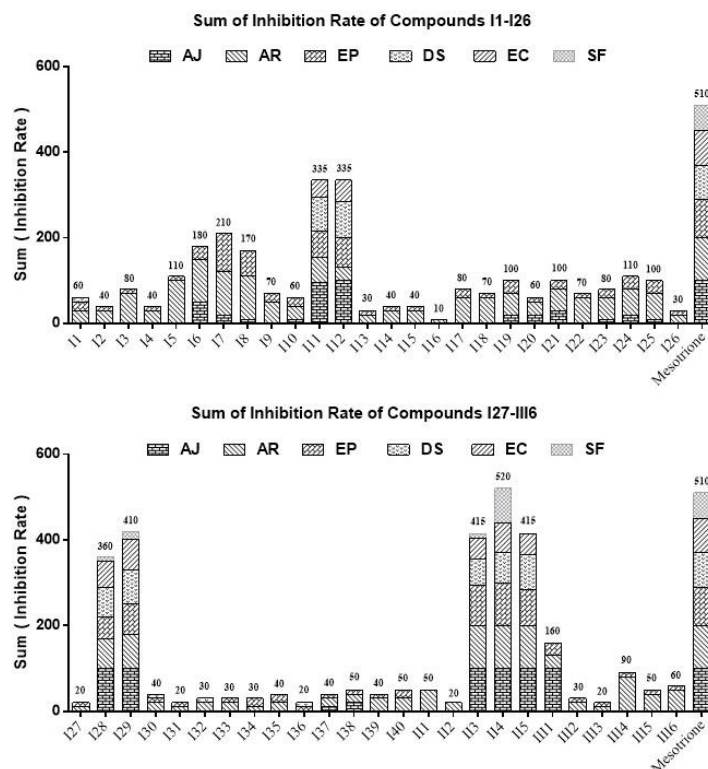 Sum of Inhibition Rate of Compounds I1-I26
AJ AR EP DS EC SF
Sum ( Inhibition Rate )
600
400
200
0
60 40 80 40 110 180 210 170 70 60 335 335 30 40 40 10 80 70 100 60 100 70 80 110 100 30 510
I1 I2 I3 I4 I5 I6 I7 I8 I9 I10 I11 I12 I13 I14 I15 I16 I17 I18 I19 I20 I21 I22 I23 I24 I25 I26 Mesotrione
Sum of Inhibition Rate of Compounds I27-III6
AJ AR EP DS EC SF
Sum ( Inhibition Rate )
600
400
200
0
20 360 410 40 20 30 30 30 40 20 40 50 40 50 50 20 415 520 415 160 30 20 90 50 60 510
I27 I28 I29 I30 I31 I32 I33 I34 I35 I36 I37 I38 I39 I40 II1 II2 II3 II4 II5 III1 III2 III3 III4 III5 III6 Mesotrione